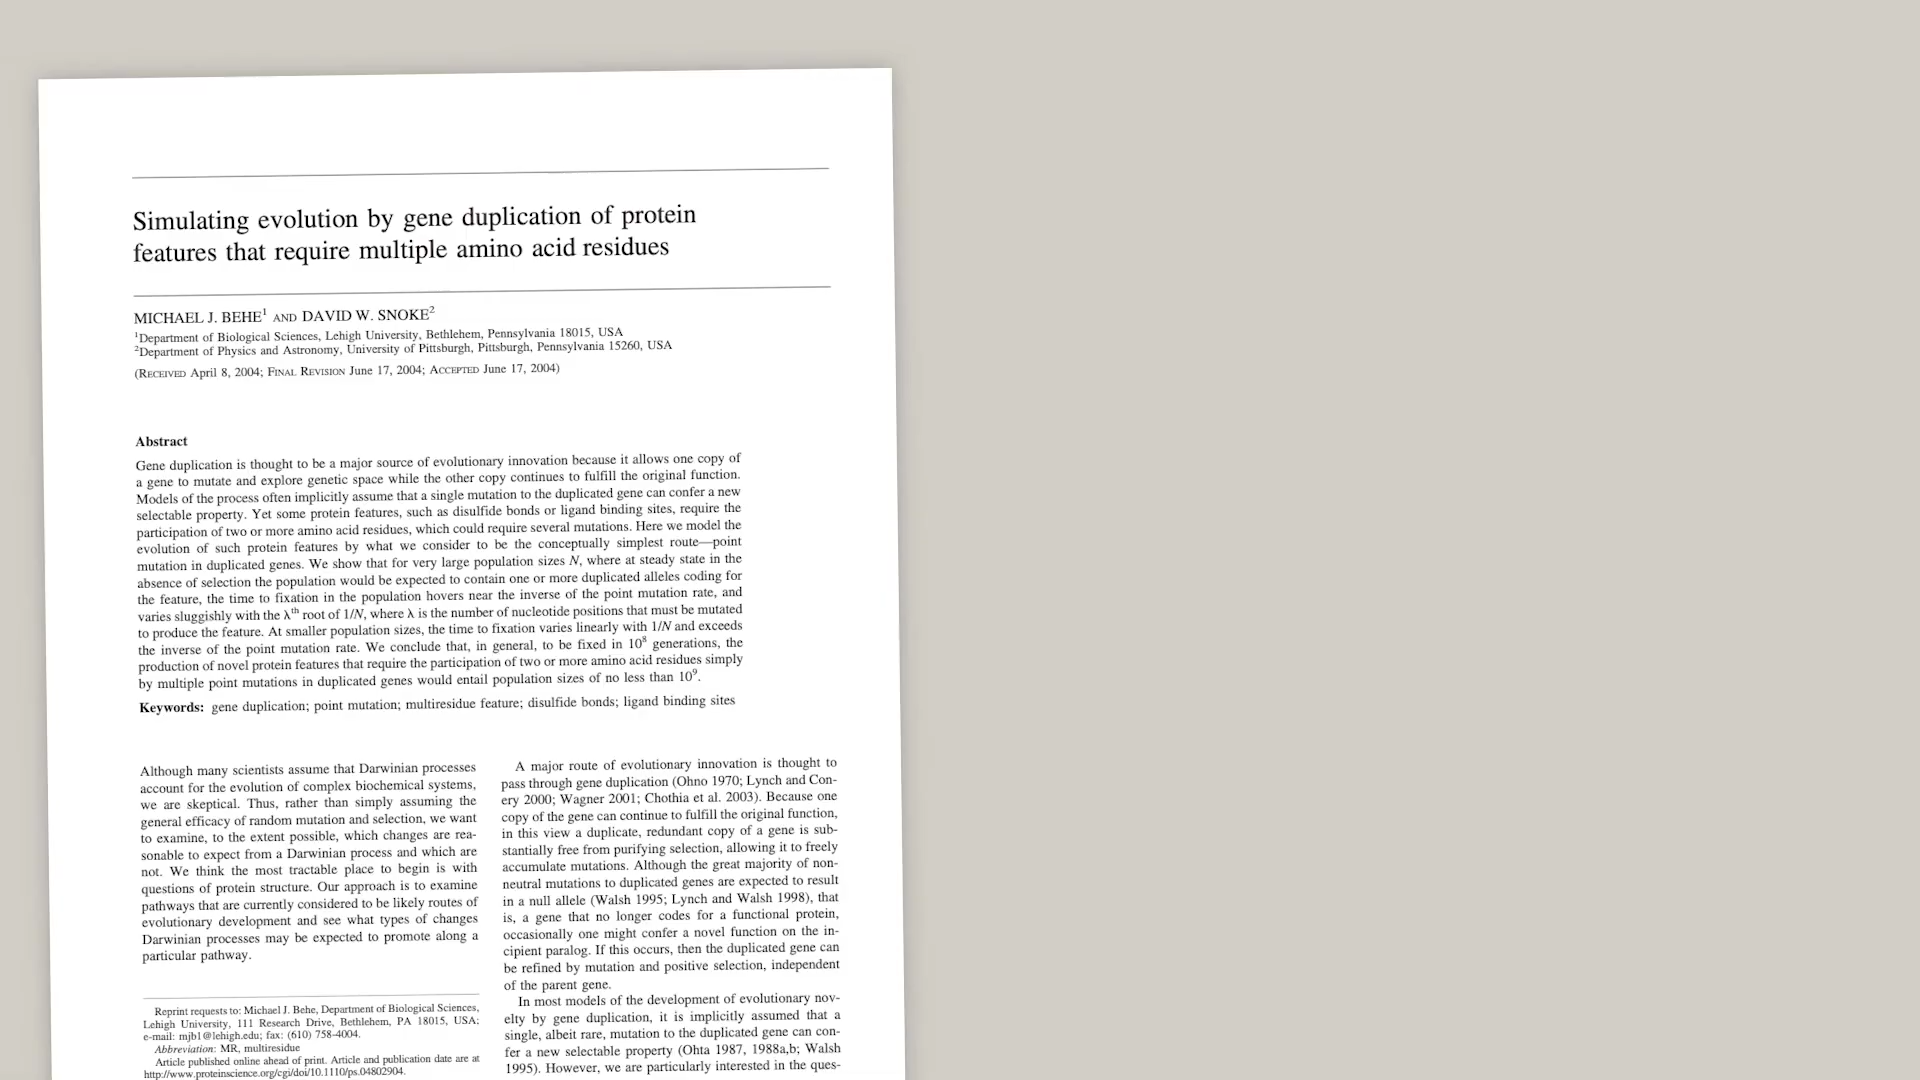 Simulating evolution by gene duplication of protein
features that require multiple amino acid residues
MICHAEL J. BEHE1 AND DAVID W. SNOKE2
1Department of Biological Sciences, Lehigh University, Bethlehem, Pennsylvania 18015, USA
2Department of Physics and Astronomy, University of Pittsburgh, Pittsburgh, Pennsylvania 15260, USA
(RECEIVED April 8, 2004; FINAL REVISION June 17, 2004; ACCEPTED June 17, 2004)
Abstract
Gene duplication is thought to be a major source of evolutionary innovation because it allows one copy of
a gene to mutate and explore genetic space while the other copy continues to fulfill the original function.
Models of the process often implicitly assume that a single mutation to the duplicated gene can confer a new
selectable property. Yet some protein features, such as disulfide bonds or ligand binding sites, require the
participation of two or more amino acid residues, which could require several mutations. Here we model the
evolution of such protein features by what we consider to be the conceptually simplest route—point
mutation in duplicated genes. We show that for very large population sizes N, where at steady state in the
absence of selection the population would be expected to contain one or more duplicated alleles coding for
the feature, the time to fixation in the population hovers near the inverse of the point mutation rate, and
varies sluggishly with the λth root of 1/N, where λ is the number of nucleotide positions that must be mutated
to produce the feature. At smaller population sizes, the time to fixation varies linearly with 1/N and exceeds
the inverse of the point mutation rate. We conclude that, in general, to be fixed in 10^8 generations, the
production of novel protein features that require the participation of two or more amino acid residues simply
by multiple point mutations in duplicated genes would entail population sizes of no less than 10^9.
Keywords: gene duplication; point mutation; multiresidue feature; disulfide bonds; ligand binding sites
Although many scientists assume that Darwinian processes
account for the evolution of complex biochemical systems,
we are skeptical. Thus, rather than simply assuming the
general efficacy of random mutation and selection, we want
to examine, to the extent possible, which changes are rea-
sonable to expect from a Darwinian process and which are
not. We think the most tractable place to begin is with
questions of protein structure. Our approach is to examine
pathways that are currently considered to be likely routes of
evolutionary development and see what types of changes
Darwinian processes may be expected to promote along a
particular pathway.
Reprint requests to: Michael J. Behe, Department of Biological Sciences,
Lehigh University, 111 Research Drive, Bethlehem, PA 18015, USA;
e-mail: mjb1@lehigh.edu; fax: (610) 758-4004.
Abbreviation: MR, multiresidue
Article published online ahead of print. Article and publication date are at
http://www.proteinscience.org/cgi/doi/10.1110/ps.04802904.
A major route of evolutionary innovation is thought to
pass through gene duplication (Ohno 1970; Lynch and Con-
ery 2000; Wagner 2001; Chothia et al. 2003). Because one
copy of the gene can continue to fulfill the original function,
in this view a duplicate, redundant copy of a gene is sub-
stantially free from purifying selection, allowing it to freely
accumulate mutations. Although the great majority of non-
neutral mutations to duplicated genes are expected to result
in a null allele (Walsh 1995; Lynch and Walsh 1998), that
is, a gene that no longer codes for a functional protein,
occasionally one might confer a novel function on the in-
cipient paralog. If this occurs, then the duplicated gene can
be refined by mutation and positive selection, independent
of the parent gene.
In most models of the development of evolutionary nov-
elty by gene duplication, it is implicitly assumed that a
single, albeit rare, mutation to the duplicated gene can con-
fer a new selectable property (Ohta 1987, 1988a,b; Walsh
1995). However, we are particularly interested in the ques-